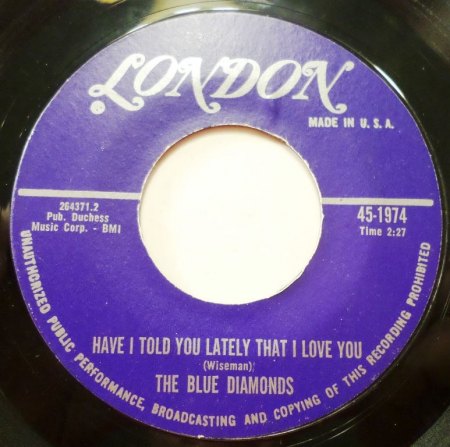 LONDON
MADE IN U. S. A.
264371.2
Pub. Duchess
Music Corp. - BMI
45-1974
Time 2:27
HAVE I TOLD YOU LATELY THAT I LOVE YOU
(Wiseman)
THE BLUE DIAMONDS
UNAUTHORIZED PUBLIC PERFORMANCE, BROADCASTING AND COPYING OF THIS RECORDING PROHIBITED